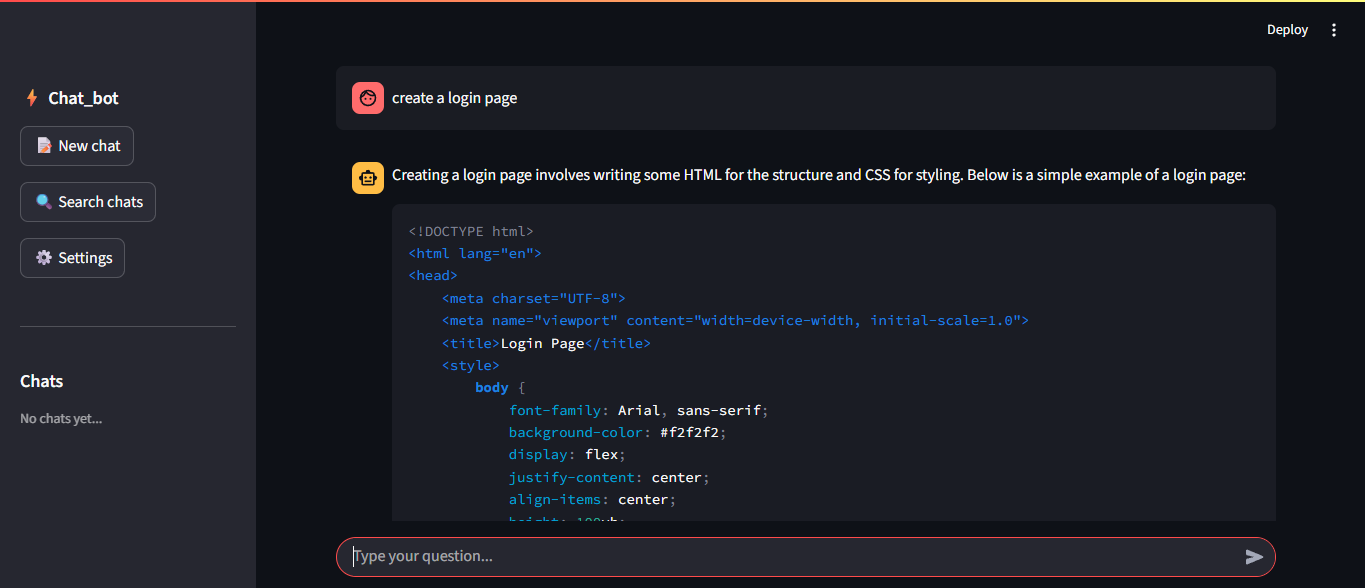 Deploy
Chat_bot
New chat
Search chats
Settings
Chats
No chats yet...
create a login page
Creating a login page involves writing some HTML for the structure and CSS for styling. Below is a simple example of a login page:
<!DOCTYPE html>
<html lang="en">
<head>
    <meta charset="UTF-8">
    <meta name="viewport" content="width=device-width, initial-scale=1.0">
    <title>Login Page</title>
    <style>
        body {
            font-family: Arial, sans-serif;
            background-color: #f2f2f2;
            display: flex;
            justify-content: center;
            align-items: center;
            height: 100vh;
Type your question...